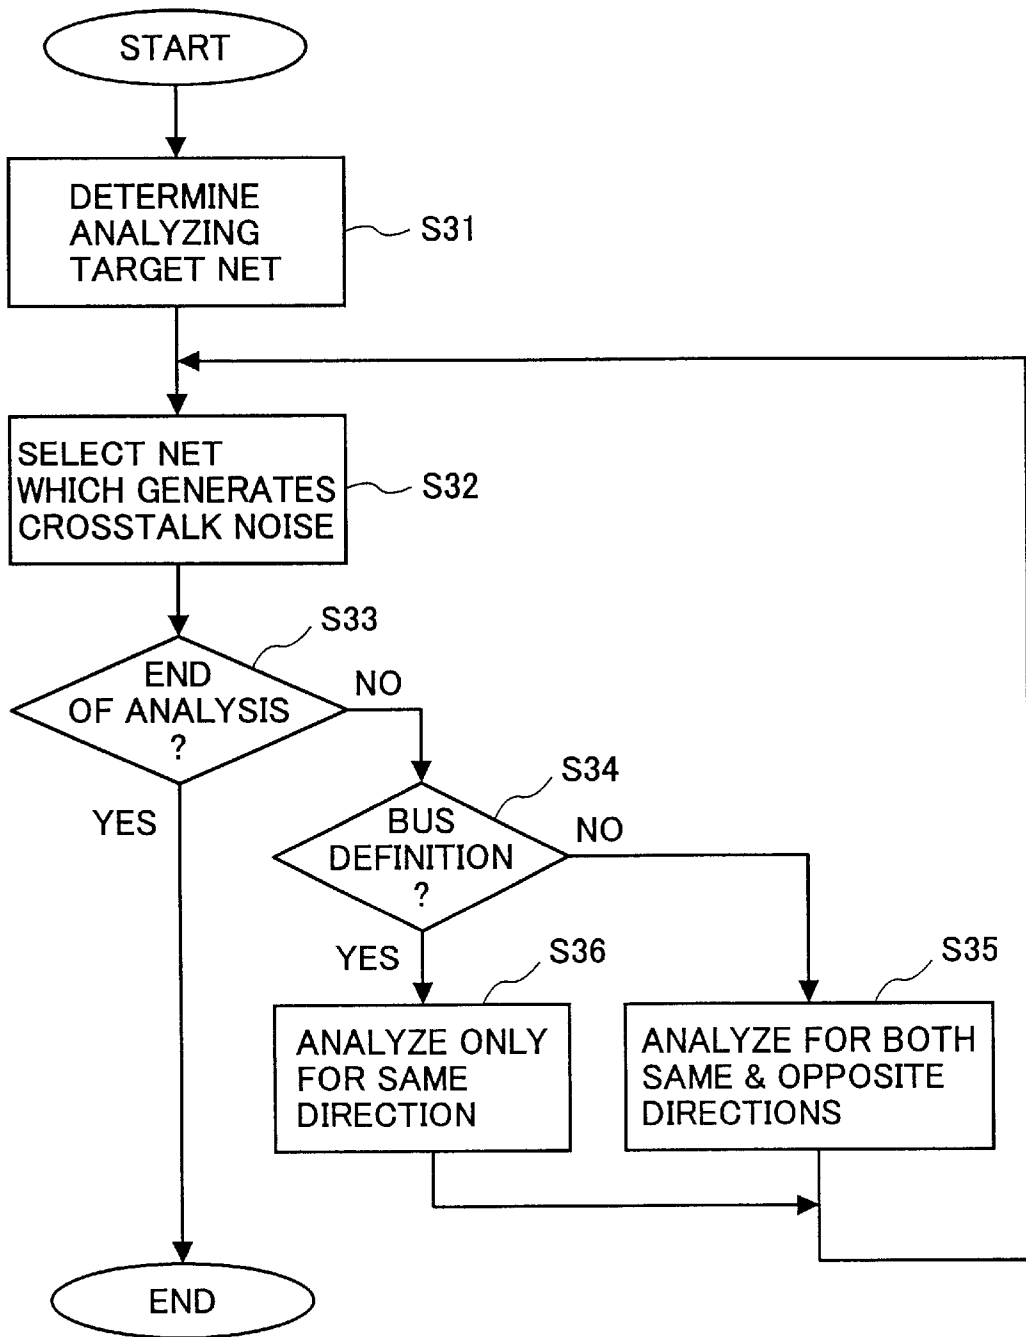 START
DETERMINE
ANALYZING
TARGET NET
S31
SELECT NET
WHICH GENERATES
CROSSTALK NOISE
S32
S33
END
OF ANALYSIS
?
NO
YES
S34
BUS
DEFINITION
?
NO
YES
S36
S35
ANALYZE ONLY
FOR SAME
DIRECTION
ANALYZE FOR BOTH
SAME & OPPOSITE
DIRECTIONS
END